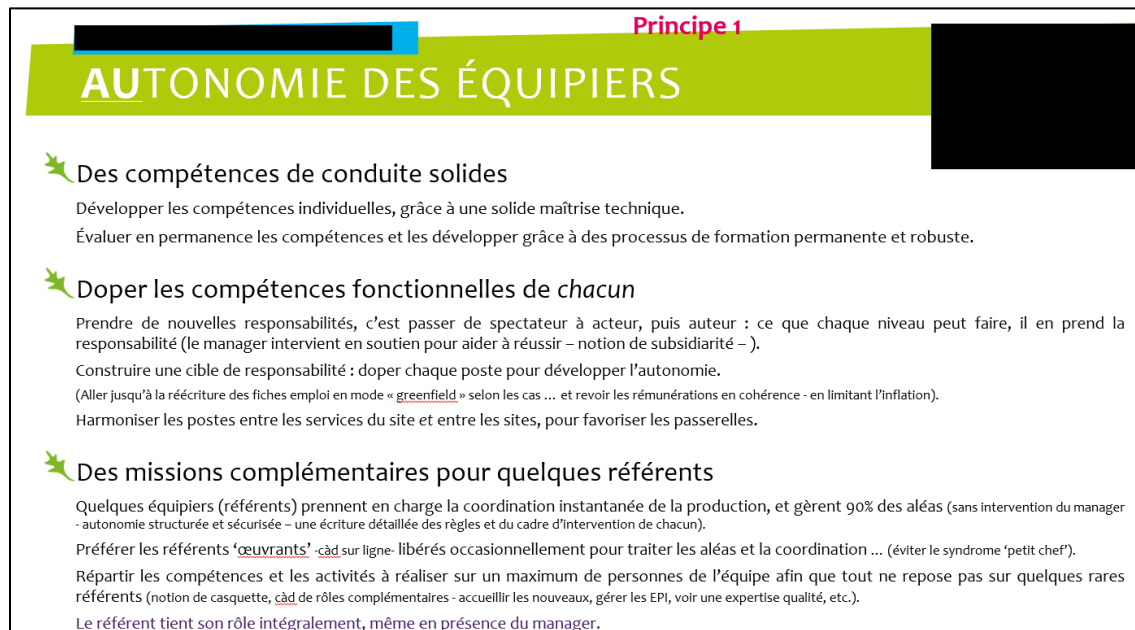 Principe 1
AUTONOMIE DES ÉQUIPIERS
Des compétences de conduite solides
Développer les compétences individuelles, grâce à une solide maîtrise technique.
Évaluer en permanence les compétences et les développer grâce à des processus de formation permanente et robuste.
Doper les compétences fonctionnelles de chacun
Prendre de nouvelles responsabilités, c’est passer de spectateur à acteur, puis auteur : ce que chaque niveau peut faire, il en prend la
responsabilité (le manager intervient en soutien pour aider à réussir – notion de subsidiarité – ).
Construire une cible de responsabilité : doper chaque poste pour développer l’autonomie.
(Aller jusqu’à la réécriture des fiches emploi en mode « greenfield » selon les cas … et revoir les rémunérations en cohérence - en limitant l’inflation).
Harmoniser les postes entre les services du site et entre les sites, pour favoriser les passerelles.
Des missions complémentaires pour quelques référents
Quelques équipiers (référents) prennent en charge la coordination instantanée de la production, et gèrent 90% des aléas (sans intervention du manager
- autonomie structurée et sécurisée – une écriture détaillée des règles et du cadre d’intervention de chacun).
Préférer les référents ‘œuvrants’ -càd sur ligne- libérés occasionnellement pour traiter les aléas et la coordination … (éviter le syndrome ‘petit chef’).
Répartir les compétences et les activités à réaliser sur un maximum de personnes de l’équipe afin que tout ne repose pas sur quelques rares
référents (notion de casquette, càd de rôles complémentaires - accueillir les nouveaux, gérer les EPI, voir une expertise qualité, etc.).
Le référent tient son rôle intégralement, même en présence du manager.